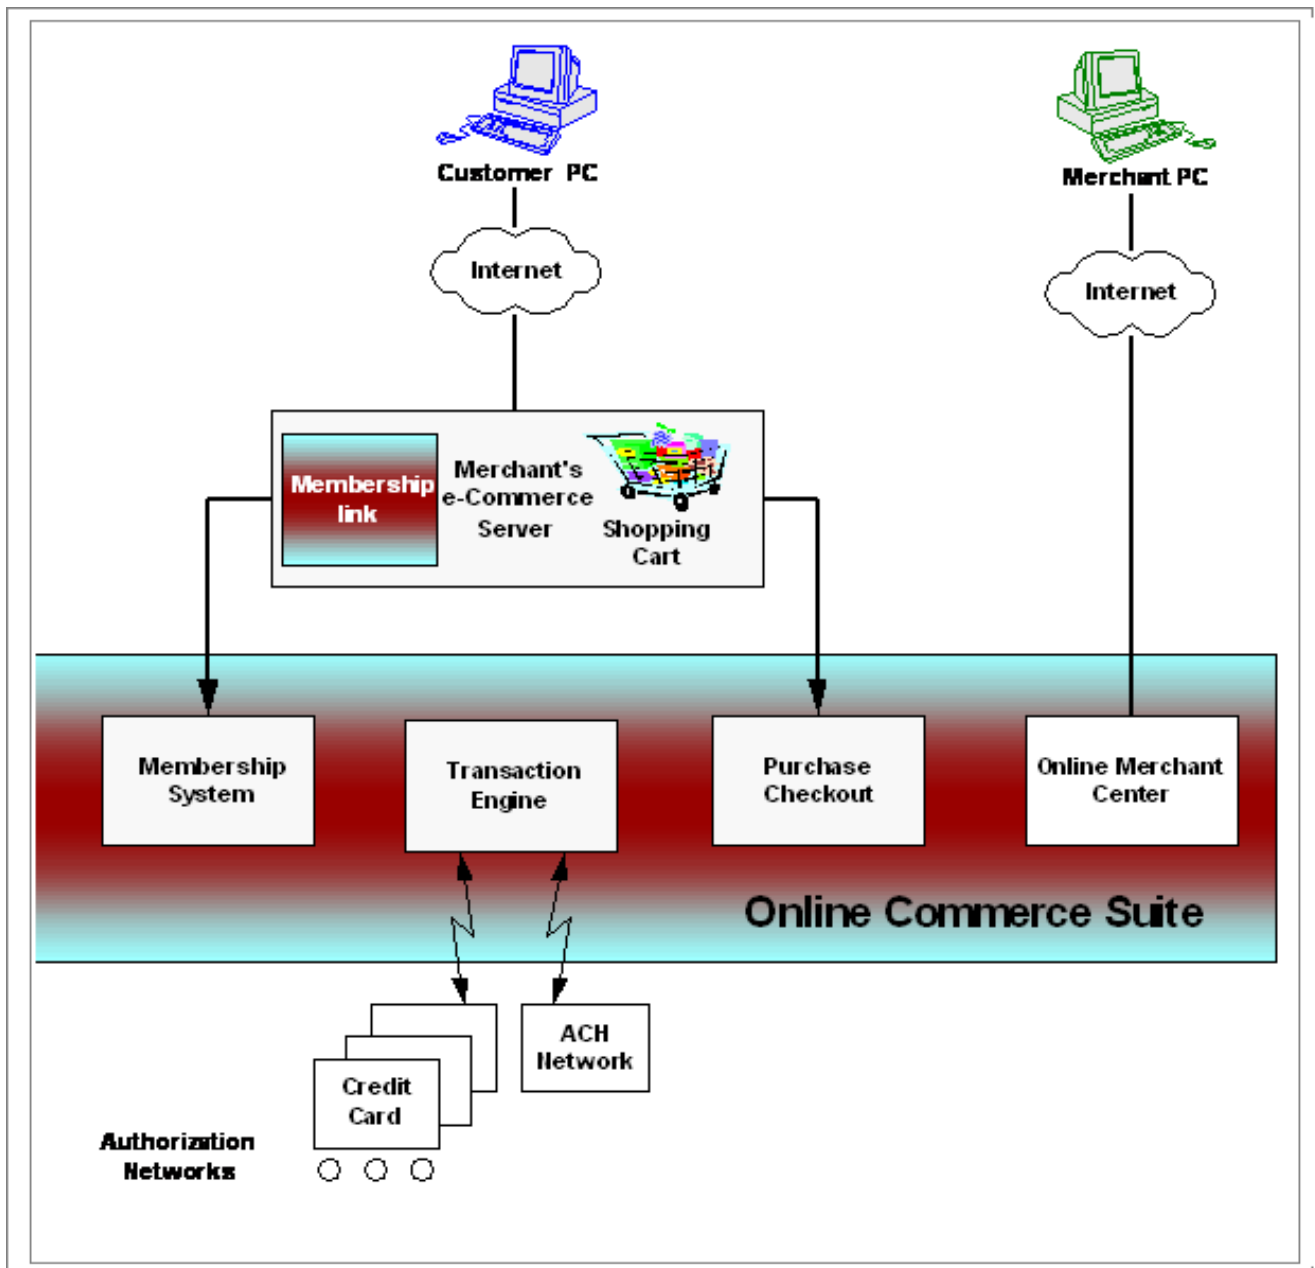 Customer PC
Merchant PC
Internet
Internet
Membership
link
Merchant's
e-Commerce
Server
Shopping
Cart
Membership
System
Transaction
Engine
Purchase
Checkout
Online Merchant
Center
Online Commerce Suite
ACH
Network
Credit
Card
Authorization
Networks